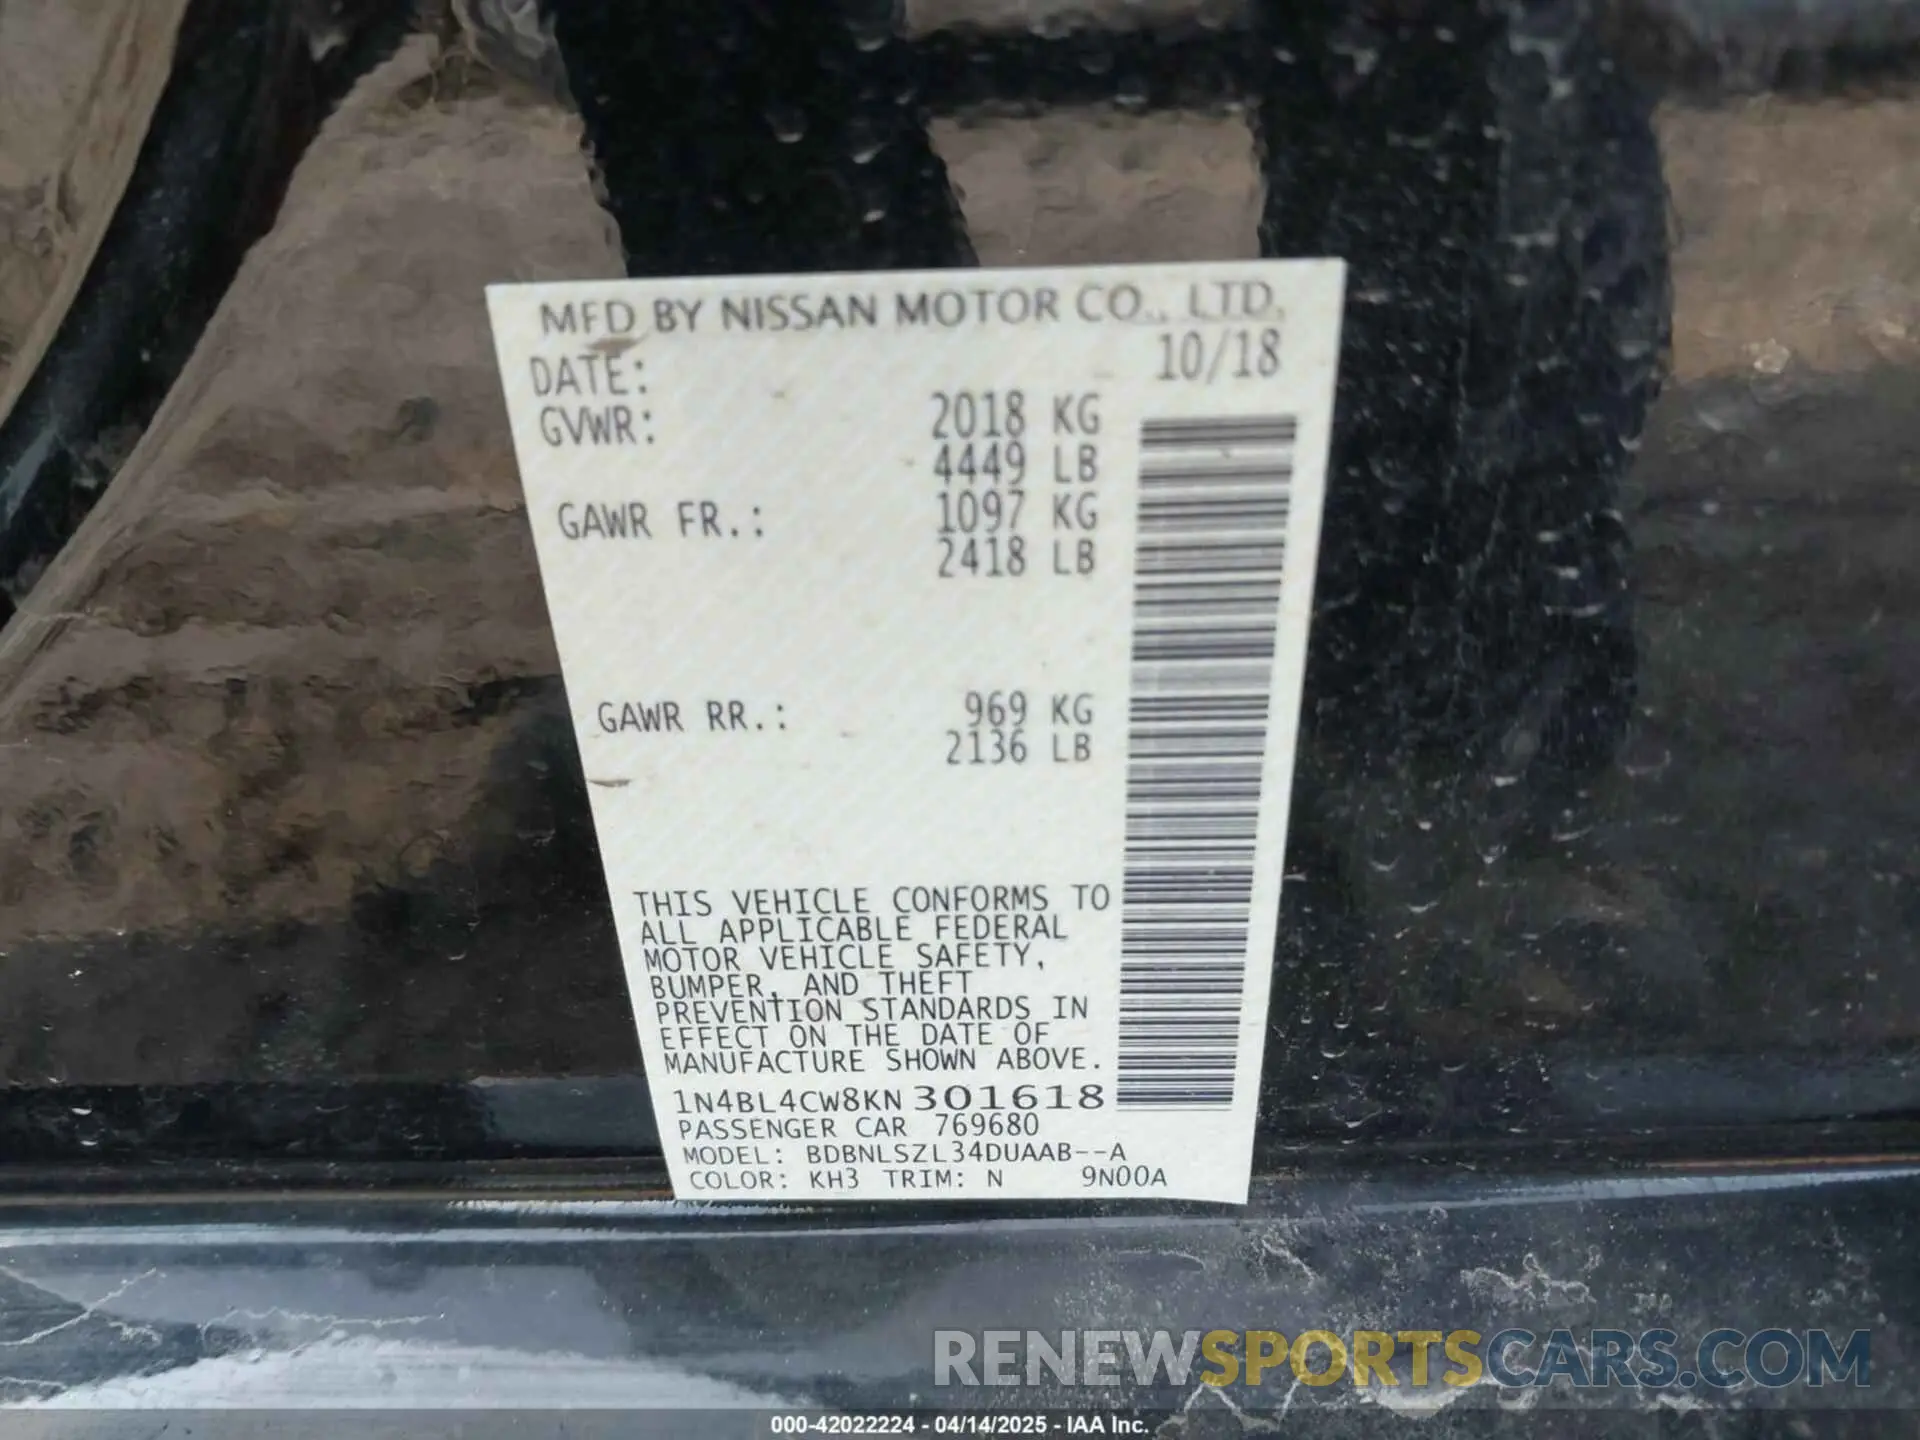 MFD BY NISSAN MOTOR CO., LTD.
DATE: 10/18
GVWR: 2018 KG
4449 LB
GAWR FR.: 1097 KG
2418 LB
GAWR RR.: 969 KG
2136 LB
THIS VEHICLE CONFORMS TO
ALL APPLICABLE FEDERAL
MOTOR VEHICLE SAFETY,
BUMPER, AND THEFT
PREVENTION STANDARDS IN
EFFECT ON THE DATE OF
MANUFACTURE SHOWN ABOVE.
1N4BL4CW8KN301618
PASSENGER CAR 769680
MODEL: BDBNLSZL34DUAAB--A
COLOR: KH3 TRIM: N 9N00A
RENEWSPORTSCARS.COM
000-42022224 - 04/14/2025 - IAA Inc.